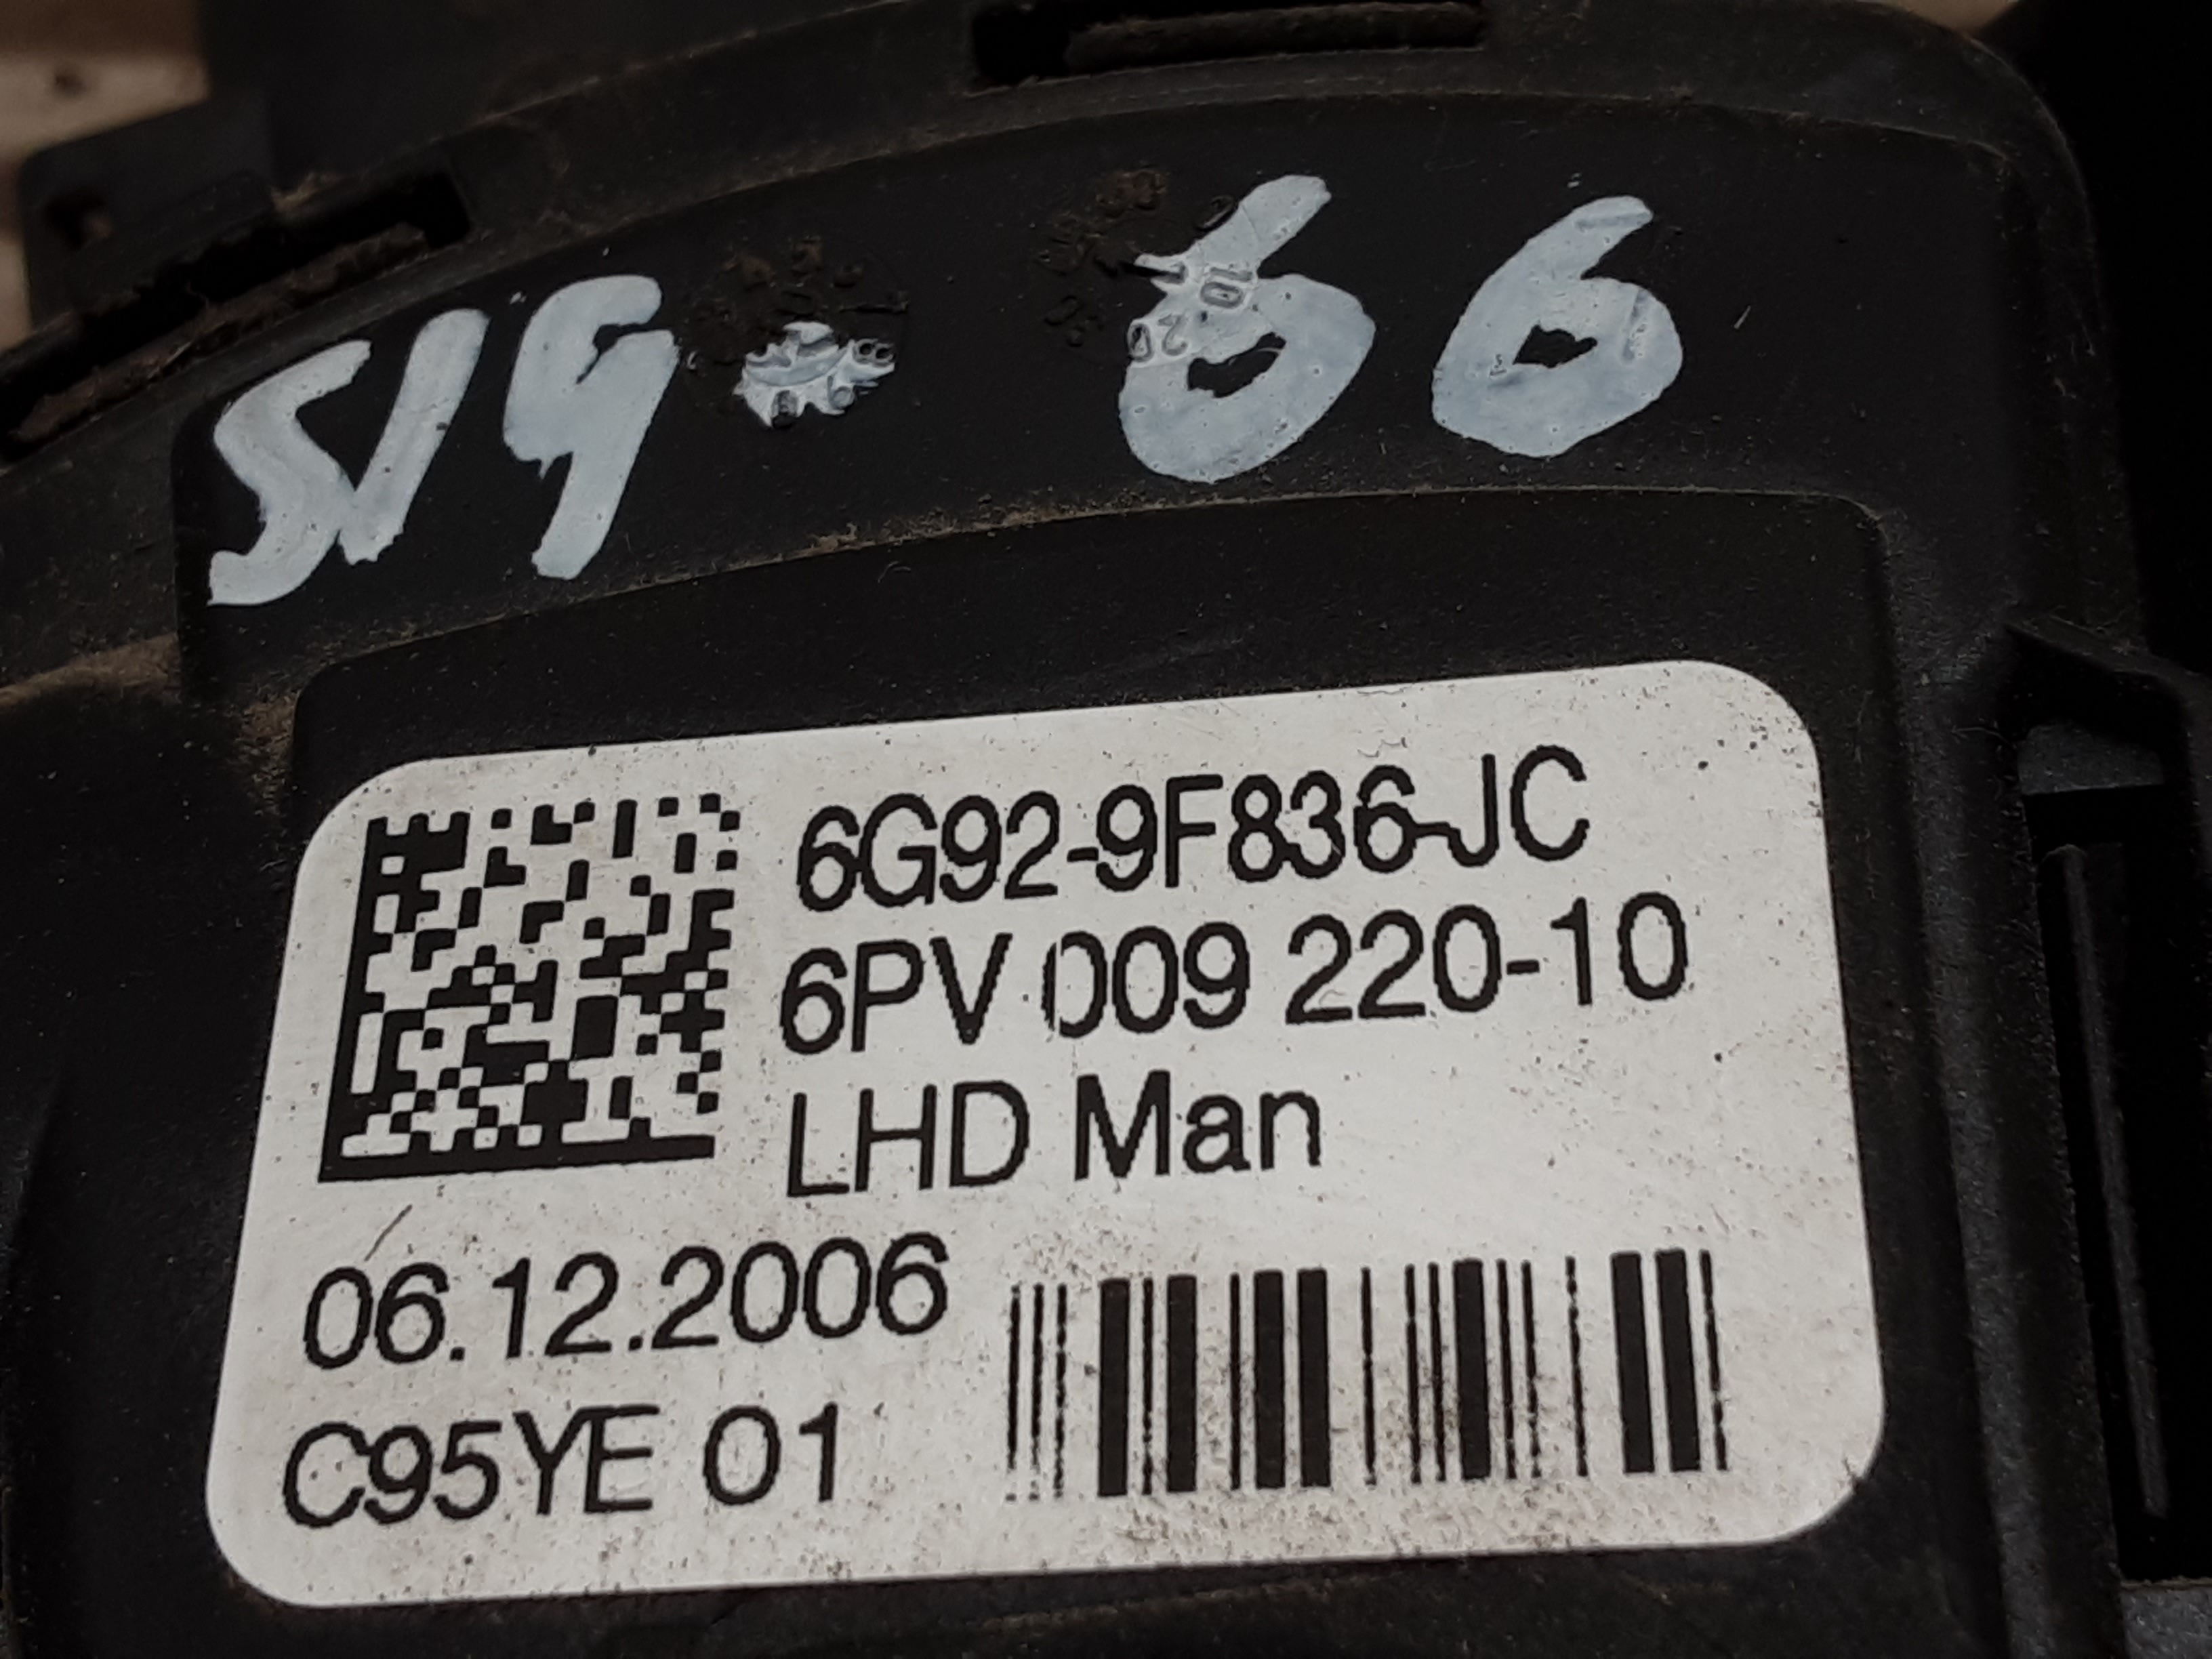 S19. 66
6G92-9F836-JC
6PV 009 220-10
LHD Man
06.12.2006
C95YE 01